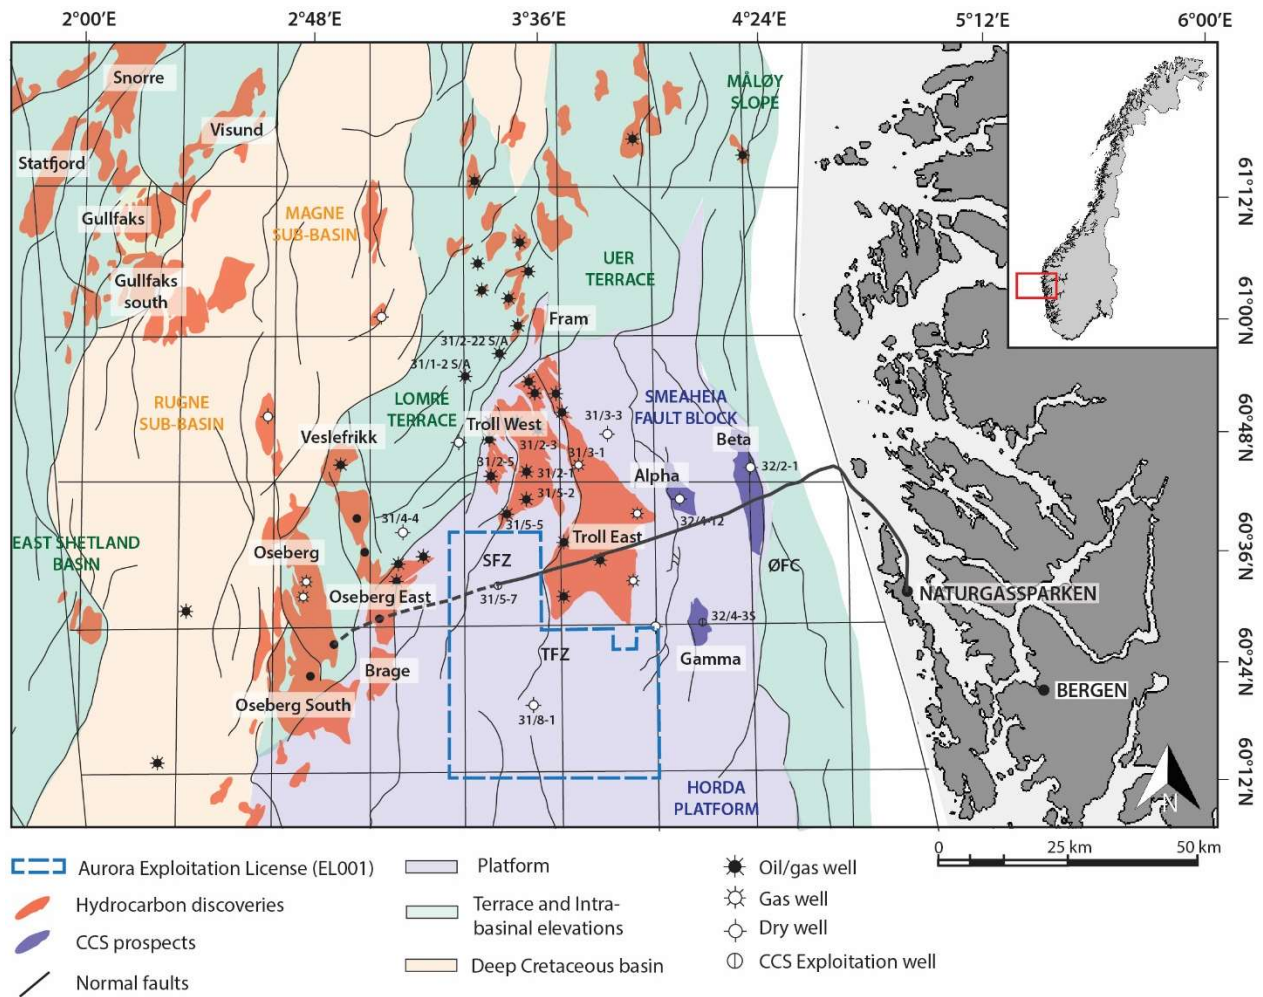 2°00'E
2°48'E
3°36'E
4°24'E
5°12'E
6°00'E
Snorre
Visund
Statfjord
Gullfaks
Gullfaks
south
MAGNE
SUB-BASIN
MÅLØY
SLOPE
UER
TERRACE
Fram
31/2-22 S/A
31/1-2 S/A
RUGNE
SUB-BASIN
LOMRE
TERRACE
SMEAHEIA
FAULT BLOCK
Veslefrikk
Troll West
31/3-3
Beta
31/2-3
31/3-1
31/2-5
31/2-1
Alpha
32/2-1
31/5-2
31/4-4
31/5-5
32/4-12
EAST SHETLAND
BASIN
Oseberg
SFZ
Troll East
ØFC
Oseberg East
31/5-7
NATURGASSPARKEN
32/4-3S
TFZ
Gamma
Brage
BERGEN
Oseberg South
31/8-1
HORDA
PLATFORM
N
61°12'N
61°00'N
60°48'N
60°36'N
60°24'N
60°12'N
0
25 km
50 km
Aurora Exploitation License (EL001)
Hydrocarbon discoveries
CCS prospects
Normal faults
Platform
Terrace and Intra-
basinal elevations
Deep Cretaceous basin
Oil/gas well
Gas well
Dry well
CCS Exploitation well